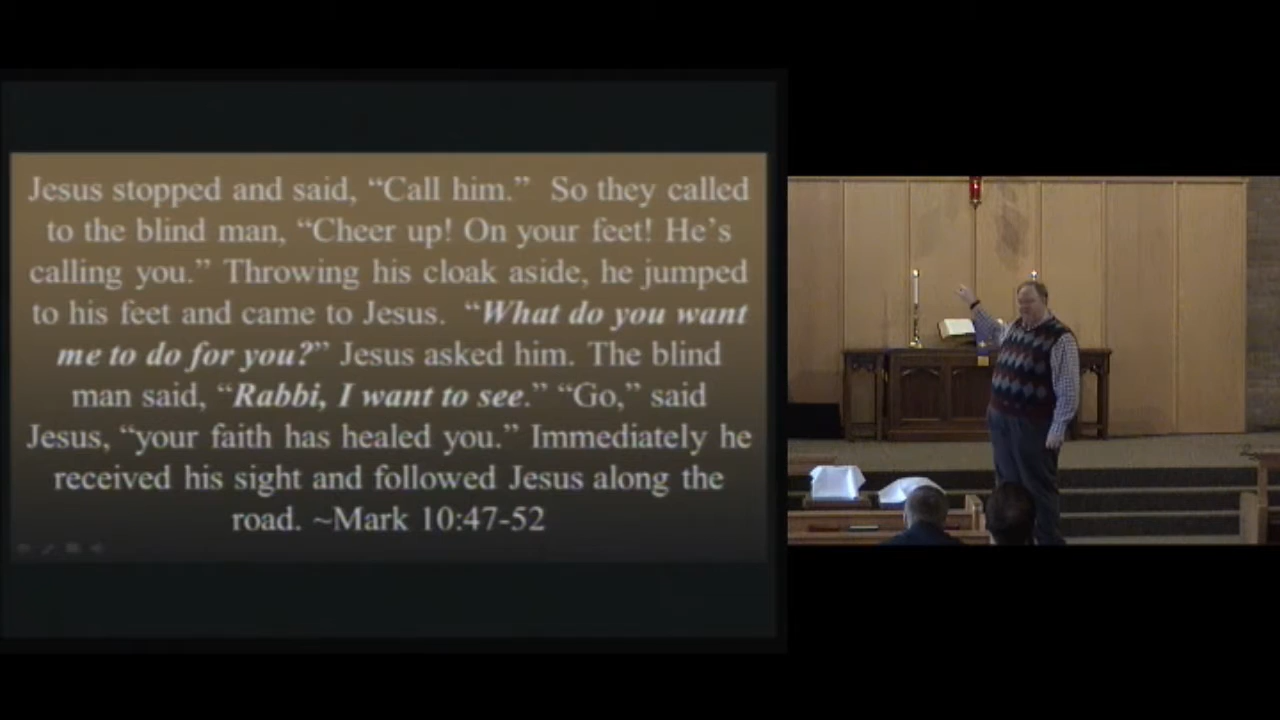 Jesus stopped and said, “Call him.”  So they called
to the blind man, “Cheer up! On your feet! He’s
calling you.” Throwing his cloak aside, he jumped
to his feet and came to Jesus.  “What do you want
me to do for you?” Jesus asked him. The blind
man said, “Rabbi, I want to see.” “Go,” said
Jesus, “your faith has healed you.” Immediately he
received his sight and followed Jesus along the
road. ~Mark 10:47-52